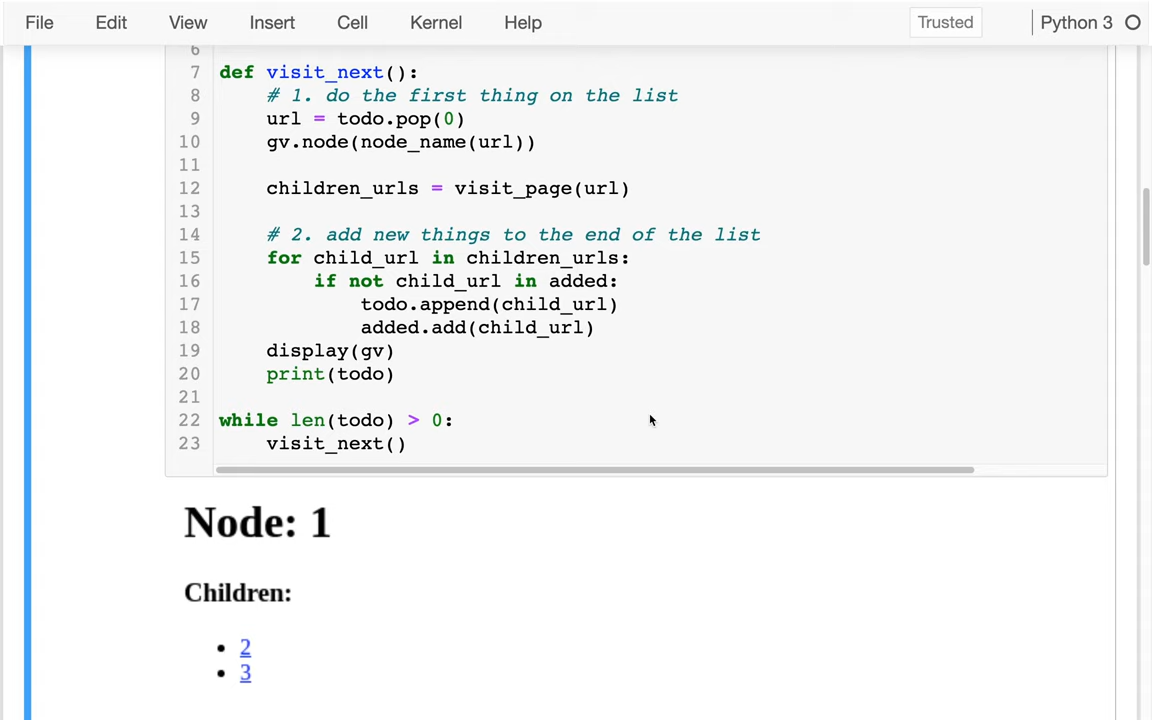 File Edit View Insert Cell Kernel Help Trusted Python 3
6
7 def visit_next():
8     # 1. do the first thing on the list
9     url = todo.pop(0)
10     gv.node(node_name(url))
11
12     children_urls = visit_page(url)
13
14     # 2. add new things to the end of the list
15     for child_url in children_urls:
16         if not child_url in added:
17             todo.append(child_url)
18             added.add(child_url)
19     display(gv)
20     print(todo)
21
22 while len(todo) > 0:
23     visit_next()
Node: 1
Children:
• 2
• 3